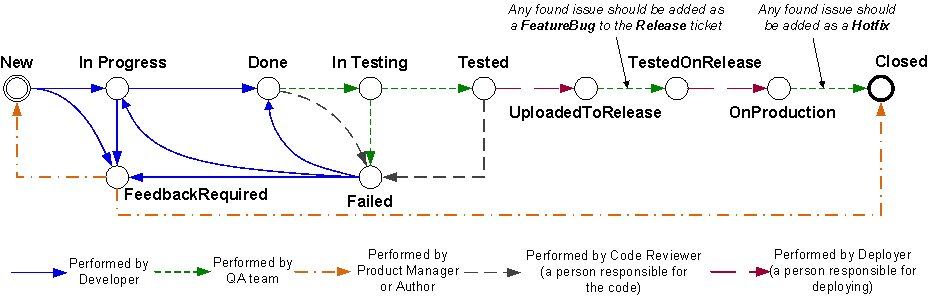 Any found issue should be added as
a FeatureBug to the Release ticket
Any found issue should
be added as a Hotfix
New
In Progress
Done
In Testing
Tested
TestedOnRelease
Closed
UploadedToRelease
OnProduction
FeedbackRequired
Failed
Performed by
Developer
Performed by
QA team
Performed by
Product Manager
or Author
Performed by Code Reviewer
(a person responsible for
the code)
Performed by Deployer
(a person responsible for
deploying)